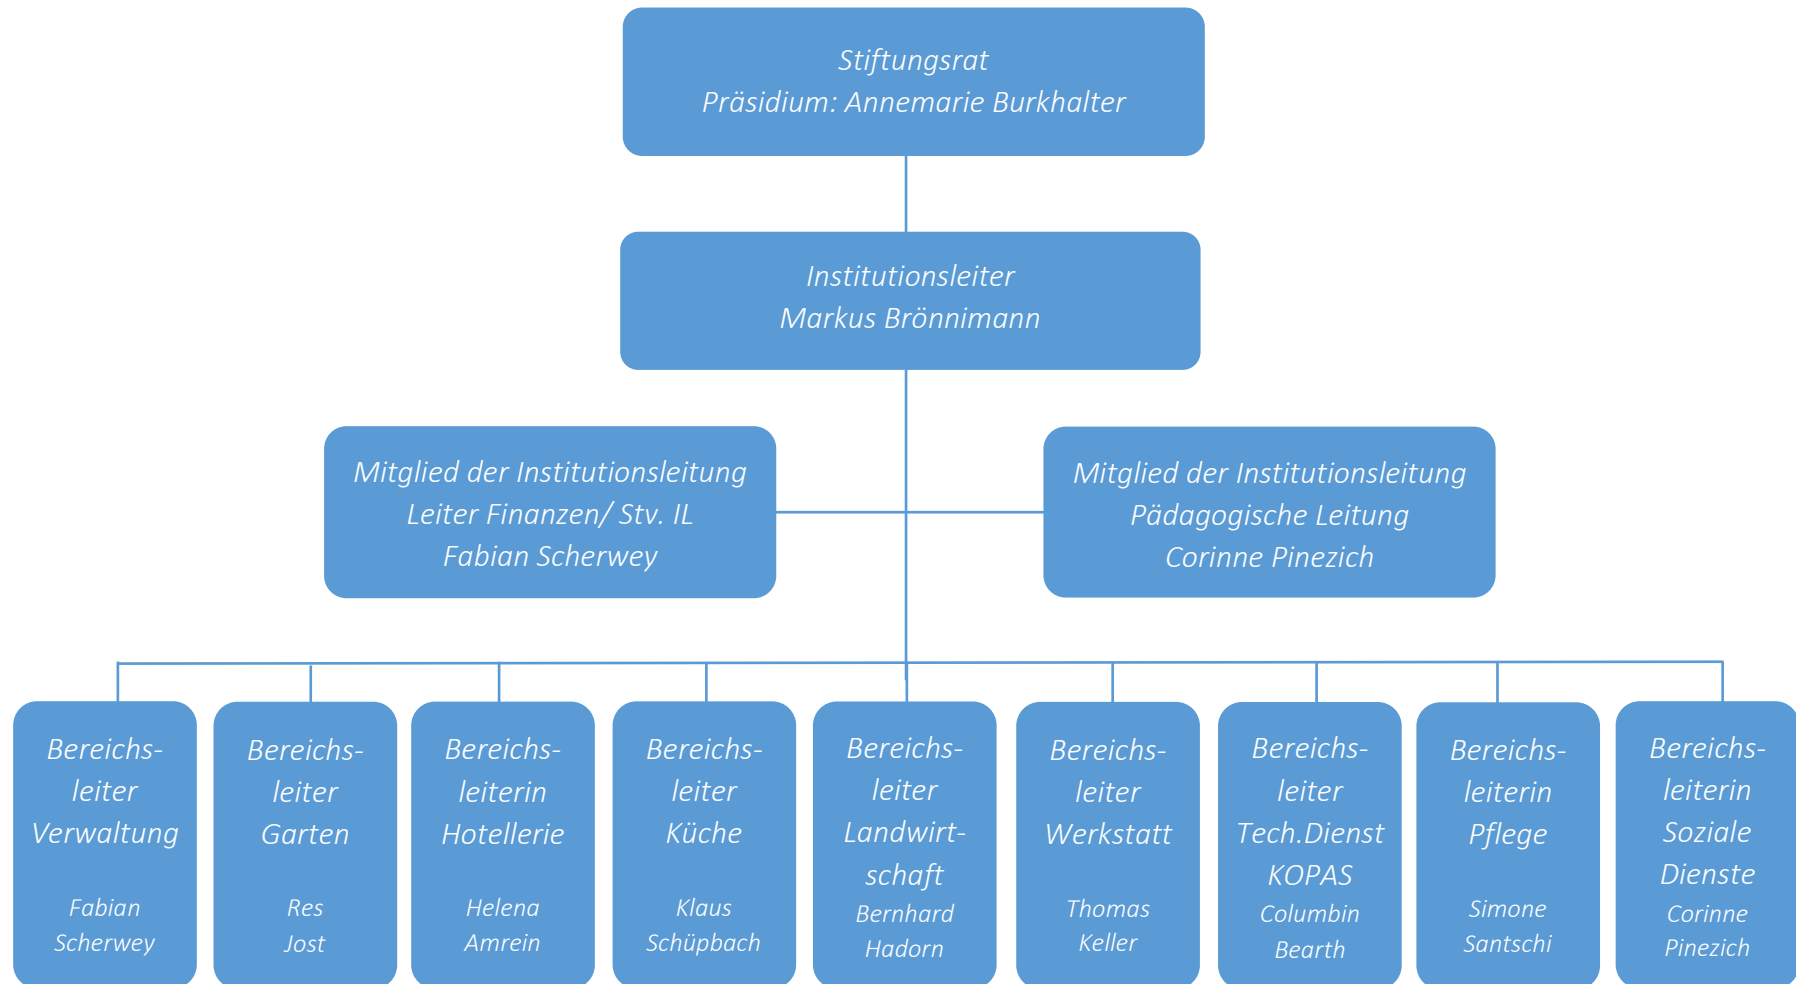 Stiftungsrat
Präsidium: Annemarie Burkhalter
Institutionsleiter
Markus Brönnimann
Mitglied der Institutionsleitung
Leiter Finanzen/ Stv. IL
Fabian Scherwey
Mitglied der Institutionsleitung
Pädagogische Leitung
Corinne Pinezich
Bereichs-
leiter
Verwaltung
Fabian
Scherwey
Bereichs-
leiter
Garten
Res
Jost
Bereichs-
leiterin
Hotellerie
Helena
Amrein
Bereichs-
leiter
Küche
Klaus
Schüpbach
Bereichs-
leiter
Landwirt-
schaft
Bernhard
Hadorn
Bereichs-
leiter
Werkstatt
Thomas
Keller
Bereichs-
leiter
Tech.Dienst
KOPAS
Columbin
Bearth
Bereichs-
leiterin
Pflege
Simone
Santschi
Bereichs-
leiterin
Soziale
Dienste
Corinne
Pinezich